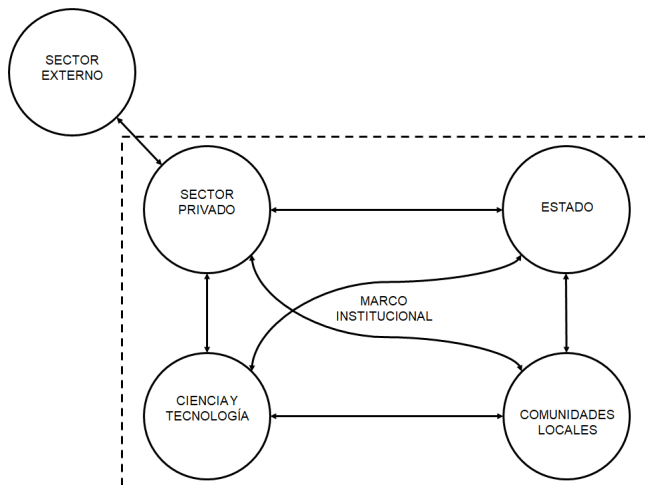 SECTOR
EXTERNO
SECTOR
PRIVADO
ESTADO
MARCO
INSTITUCIONAL
CIENCIA Y
TECNOLOGÍA
COMUNIDADES
LOCALES